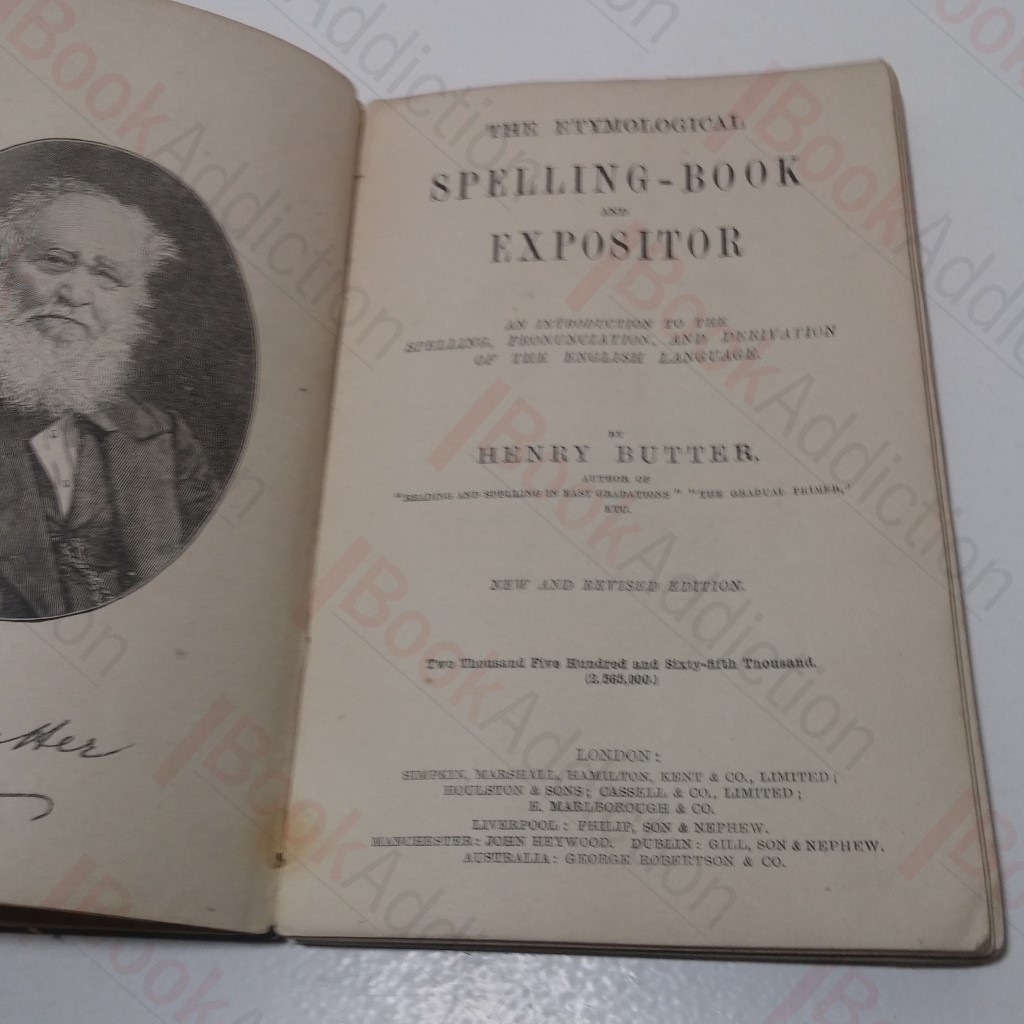 THE ETYMOLOGICAL
SPELLING-BOOK
AND
EXPOSITOR
AN INTRODUCTION TO THE
SPELLING, PRONUNCIATION, AND DERIVATION
OF THE ENGLISH LANGUAGE.
BY
HENRY BUTTER,
AUTHOR OF
"READING AND SPELLING IN EASY GRADATIONS" "THE GRADUAL PRIMER,"
ETC.
NEW AND REVISED EDITION.
Two Thousand Five Hundred and Sixty-fifth Thousand.
(2,565,000.)
LONDON:
SIMPKIN, MARSHALL, HAMILTON, KENT & CO., LIMITED;
HOULSTON & SONS; CASSELL & CO., LIMITED;
E. MARLBOROUGH & CO.
LIVERPOOL: PHILIP, SON & NEPHEW.
MANCHESTER: JOHN HEYWOOD. DUBLIN: GILL, SON & NEPHEW.
AUSTRALIA: GEORGE ROBERTSON & CO.
BookAddiction